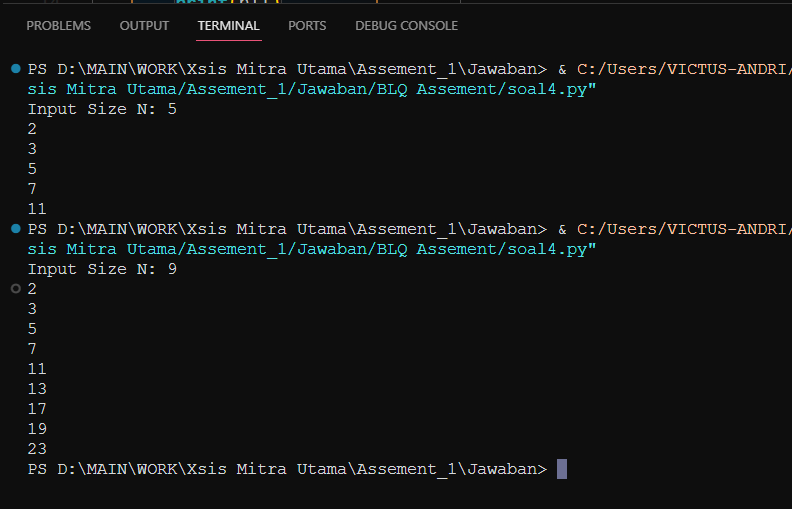 print(
PROBLEMS OUTPUT TERMINAL PORTS DEBUG CONSOLE
PS D:\MAIN\WORK\Xsis Mitra Utama\Assement_1\Jawaban> & C:/Users/VICTUS-ANDRI/
sis Mitra Utama/Assement_1/Jawaban/BLQ Assement/soal4.py"
Input Size N: 5
2
3
5
7
11
PS D:\MAIN\WORK\Xsis Mitra Utama\Assement_1\Jawaban> & C:/Users/VICTUS-ANDRI/
sis Mitra Utama/Assement_1/Jawaban/BLQ Assement/soal4.py"
Input Size N: 9
2
3
5
7
11
13
17
19
23
PS D:\MAIN\WORK\Xsis Mitra Utama\Assement_1\Jawaban>